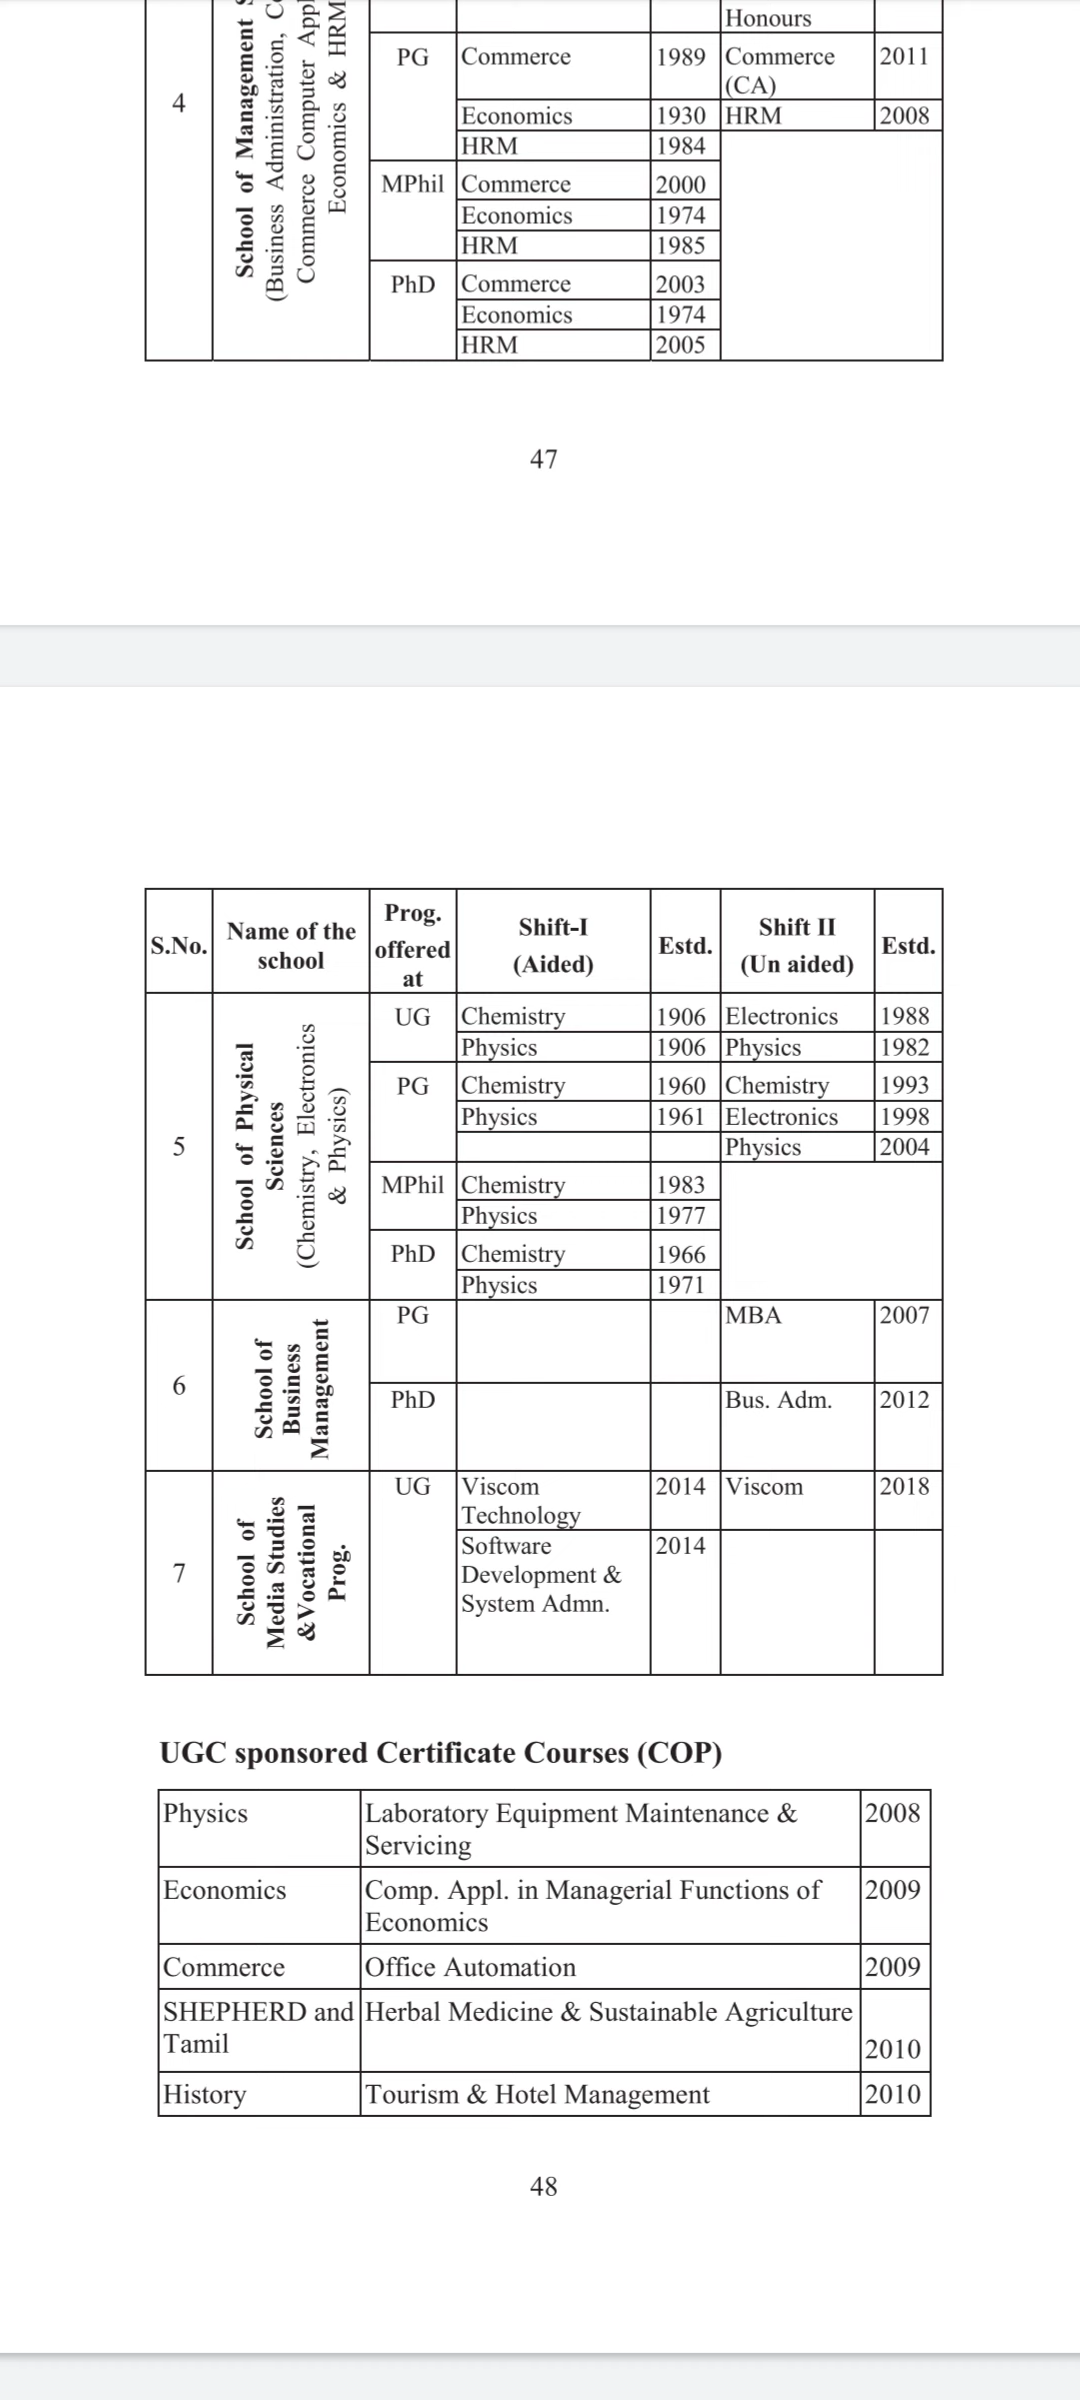 Honours
4
School of Management
(Business Administration,
Commerce Computer
Economics & HRM
PG Commerce 1989 Commerce 2011
(CA)
Economics 1930 HRM 2008
HRM 1984
MPhil Commerce 2000
Economics 1974
HRM 1985
PhD Commerce 2003
Economics 1974
HRM 2005
47
S.No.
Name of the
school
Prog.
offered
at
Shift-I
(Aided)
Estd.
Shift II
(Un aided)
Estd.
5
School of Physical
Sciences
(Chemistry, Electronics
& Physics)
UG Chemistry 1906 Electronics 1988
Physics 1906 Physics 1982
PG Chemistry 1960 Chemistry 1993
Physics 1961 Electronics 1998
Physics 2004
MPhil Chemistry 1983
Physics 1977
PhD Chemistry 1966
Physics 1971
6
School of
Business
Management
PG MBA 2007
PhD Bus. Adm. 2012
7
School of
Media Studies
&Vocational
Prog.
UG Viscom 2014 Viscom 2018
Technology
Software 2014
Development &
System Admn.
UGC sponsored Certificate Courses (COP)
Physics Laboratory Equipment Maintenance & 2008
Servicing
Economics Comp. Appl. in Managerial Functions of 2009
Economics
Commerce Office Automation 2009
SHEPHERD and Herbal Medicine & Sustainable Agriculture
Tamil 2010
History Tourism & Hotel Management 2010
48